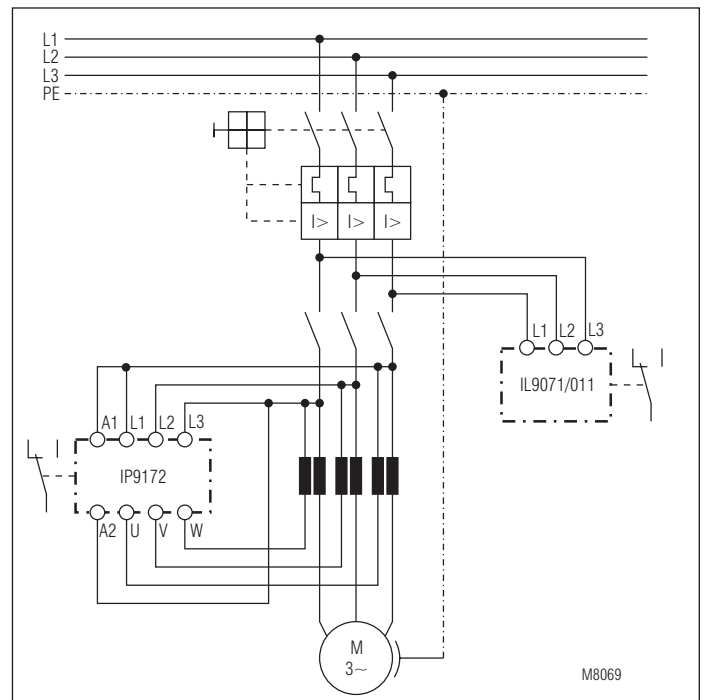 L1
L2
L3
PE
I> I> I>
L1 L2 L3
IL9071/011
A1 L1 L2 L3
IP9172
A2 U V W
M
3~
M8069